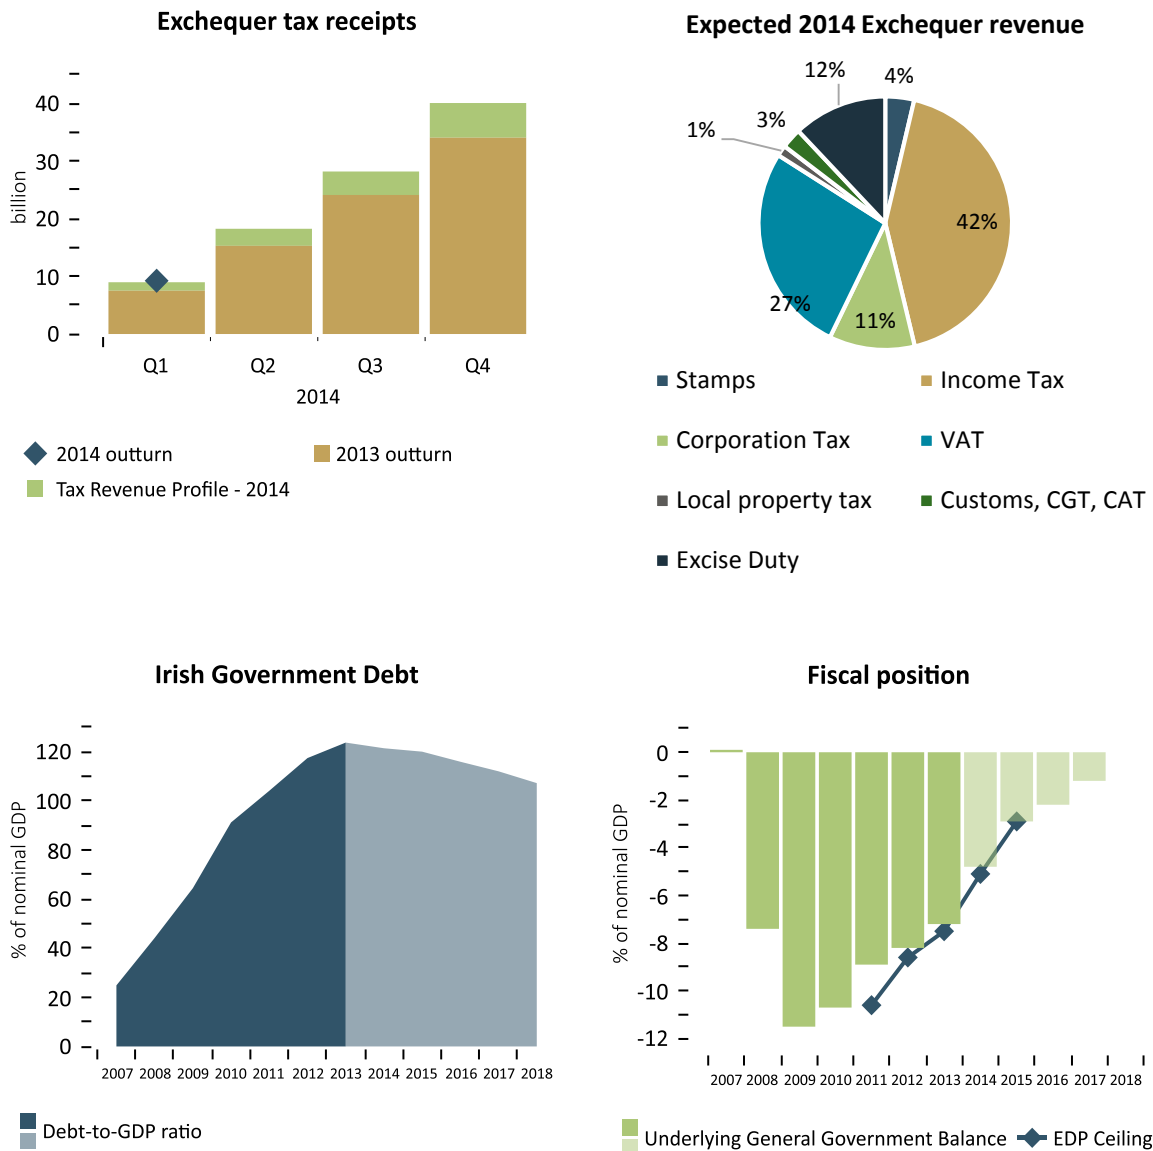 Exchequer tax receipts
billion
40
30
20
10
0
Q1 Q2 Q3 Q4
2014
2014 outturn 2013 outturn
Tax Revenue Profile - 2014
Expected 2014 Exchequer revenue
12% 4%
3%
1%
42%
27%
11%
Stamps Income Tax
Corporation Tax VAT
Local property tax Customs, CGT, CAT
Excise Duty
Irish Government Debt
% of nominal GDP
120
100
80
60
40
20
0
2007 2008 2009 2010 2011 2012 2013 2014 2015 2016 2017 2018
Debt-to-GDP ratio
Fiscal position
% of nominal GDP
0
-2
-4
-6
-8
-10
-12
2007 2008 2009 2010 2011 2012 2013 2014 2015 2016 2017 2018
Underlying General Government Balance EDP Ceiling